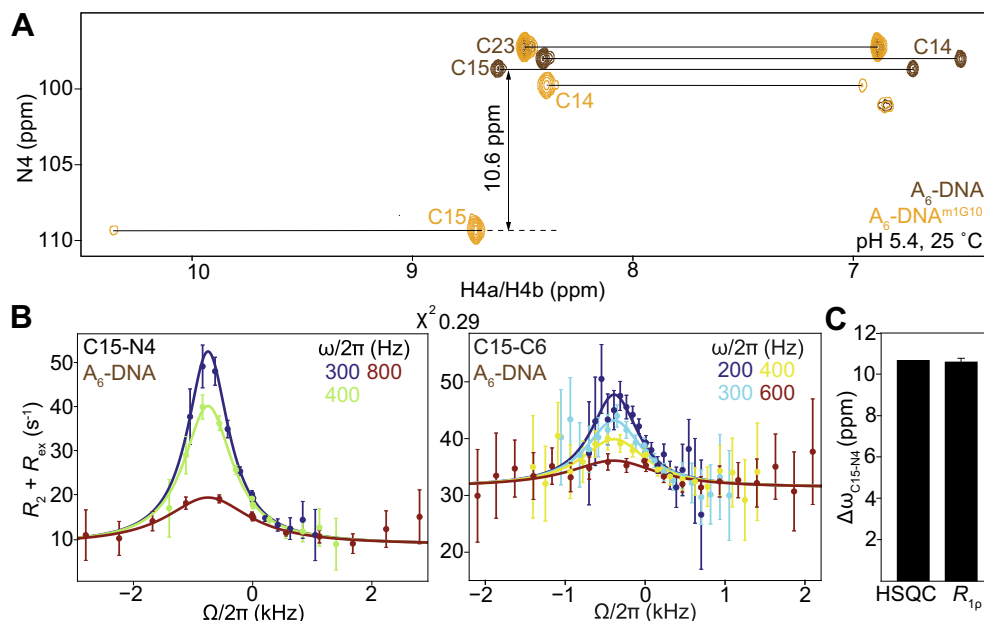 A
N4 (ppm)
100
105
110
C23
C15
C14
C14
10.6 ppm
C15
A6-DNA
A6-DNA^m1G10
pH 5.4, 25 ˚C
10
9
8
7
H4a/H4b (ppm)
B
χ² 0.29
C
R2 + Rex (s⁻¹)
50
40
30
20
10
C15-N4
A6-DNA
ω/2π (Hz)
300 800
400
−2
0
2
Ω/2π (kHz)
50
40
30
20
C15-C6
A6-DNA
ω/2π (Hz)
200 400
300 600
−2
−1
0
1
2
Ω/2π (kHz)
ΔωC15-N4 (ppm)
12
10
8
6
4
2
HSQC
R1ρ